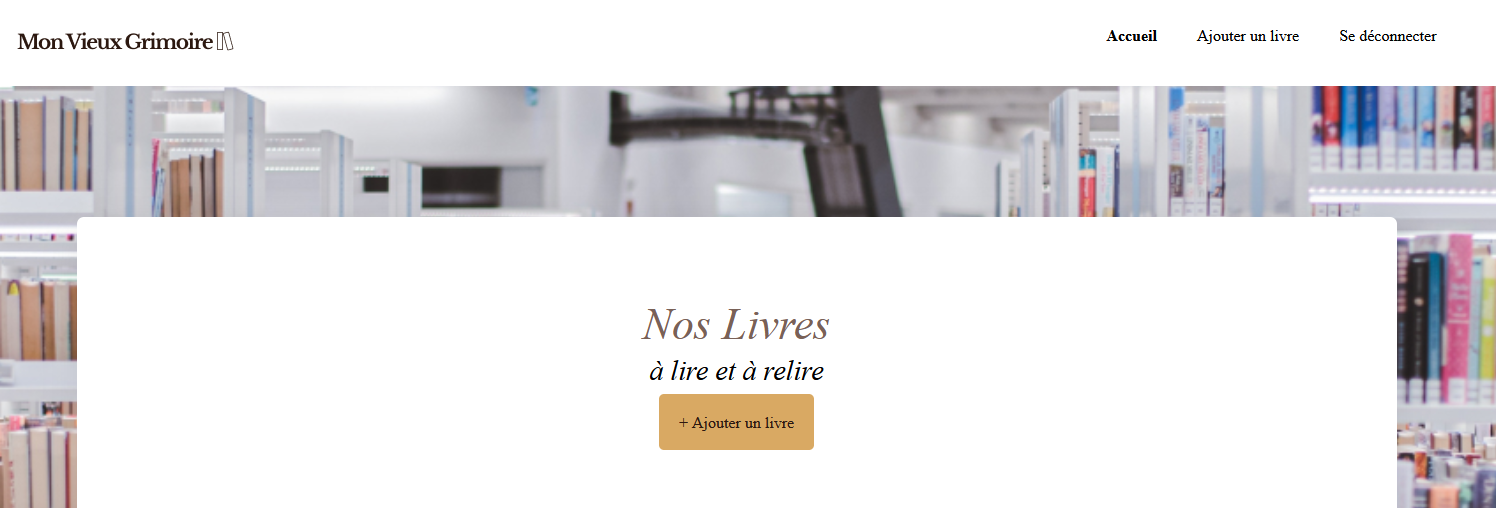 Mon Vieux Grimoire
Accueil
Ajouter un livre
Se déconnecter
Nos Livres
à lire et à relire
+ Ajouter un livre